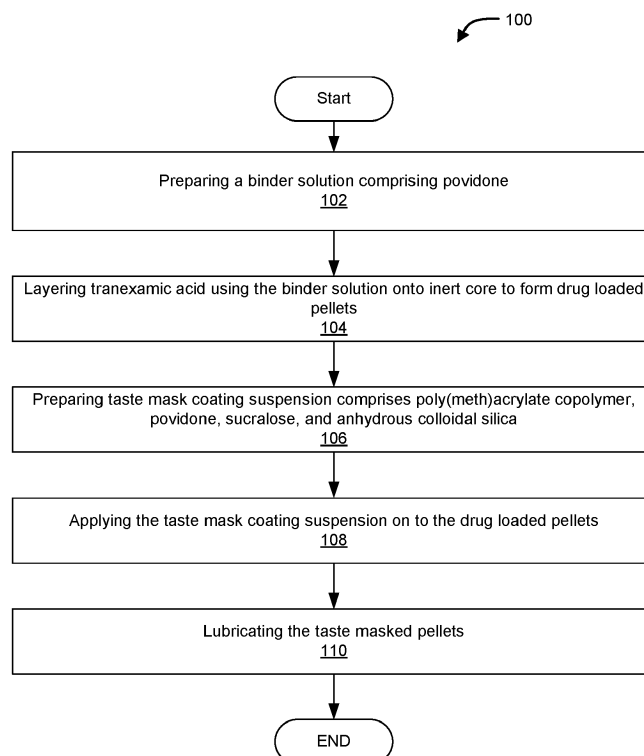 100
Start
Preparing a binder solution comprising povidone
102
Layering tranexamic acid using the binder solution onto inert core to form drug loaded
pellets
104
Preparing taste mask coating suspension comprises poly(meth)acrylate copolymer,
povidone, sucralose, and anhydrous colloidal silica
106
Applying the taste mask coating suspension on to the drug loaded pellets
108
Lubricating the taste masked pellets
110
END